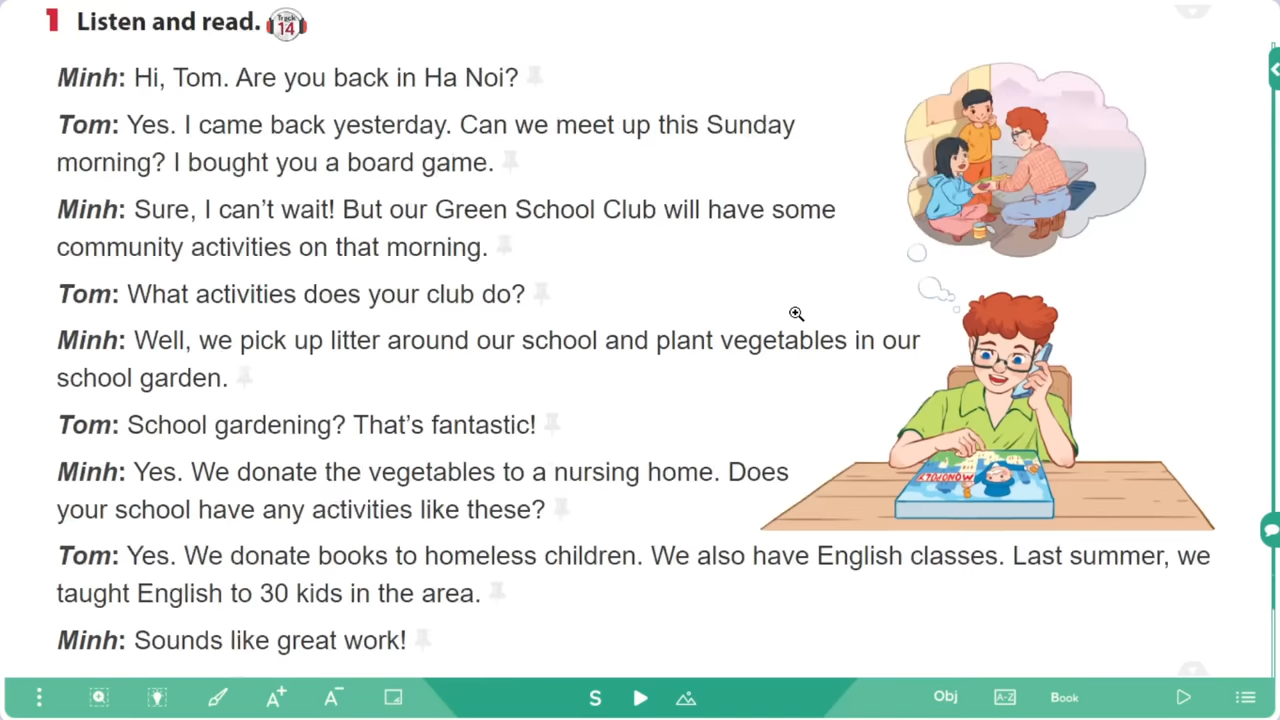 1 Listen and read. Track 14
Minh: Hi, Tom. Are you back in Ha Noi?
Tom: Yes. I came back yesterday. Can we meet up this Sunday
morning? I bought you a board game.
Minh: Sure, I can’t wait! But our Green School Club will have some
community activities on that morning.
Tom: What activities does your club do?
Minh: Well, we pick up litter around our school and plant vegetables in our
school garden.
Tom: School gardening? That’s fantastic!
Minh: Yes. We donate the vegetables to a nursing home. Does
your school have any activities like these?
Tom: Yes. We donate books to homeless children. We also have English classes. Last summer, we
taught English to 30 kids in the area.
Minh: Sounds like great work!
A+ A− S Obj A-Z Book